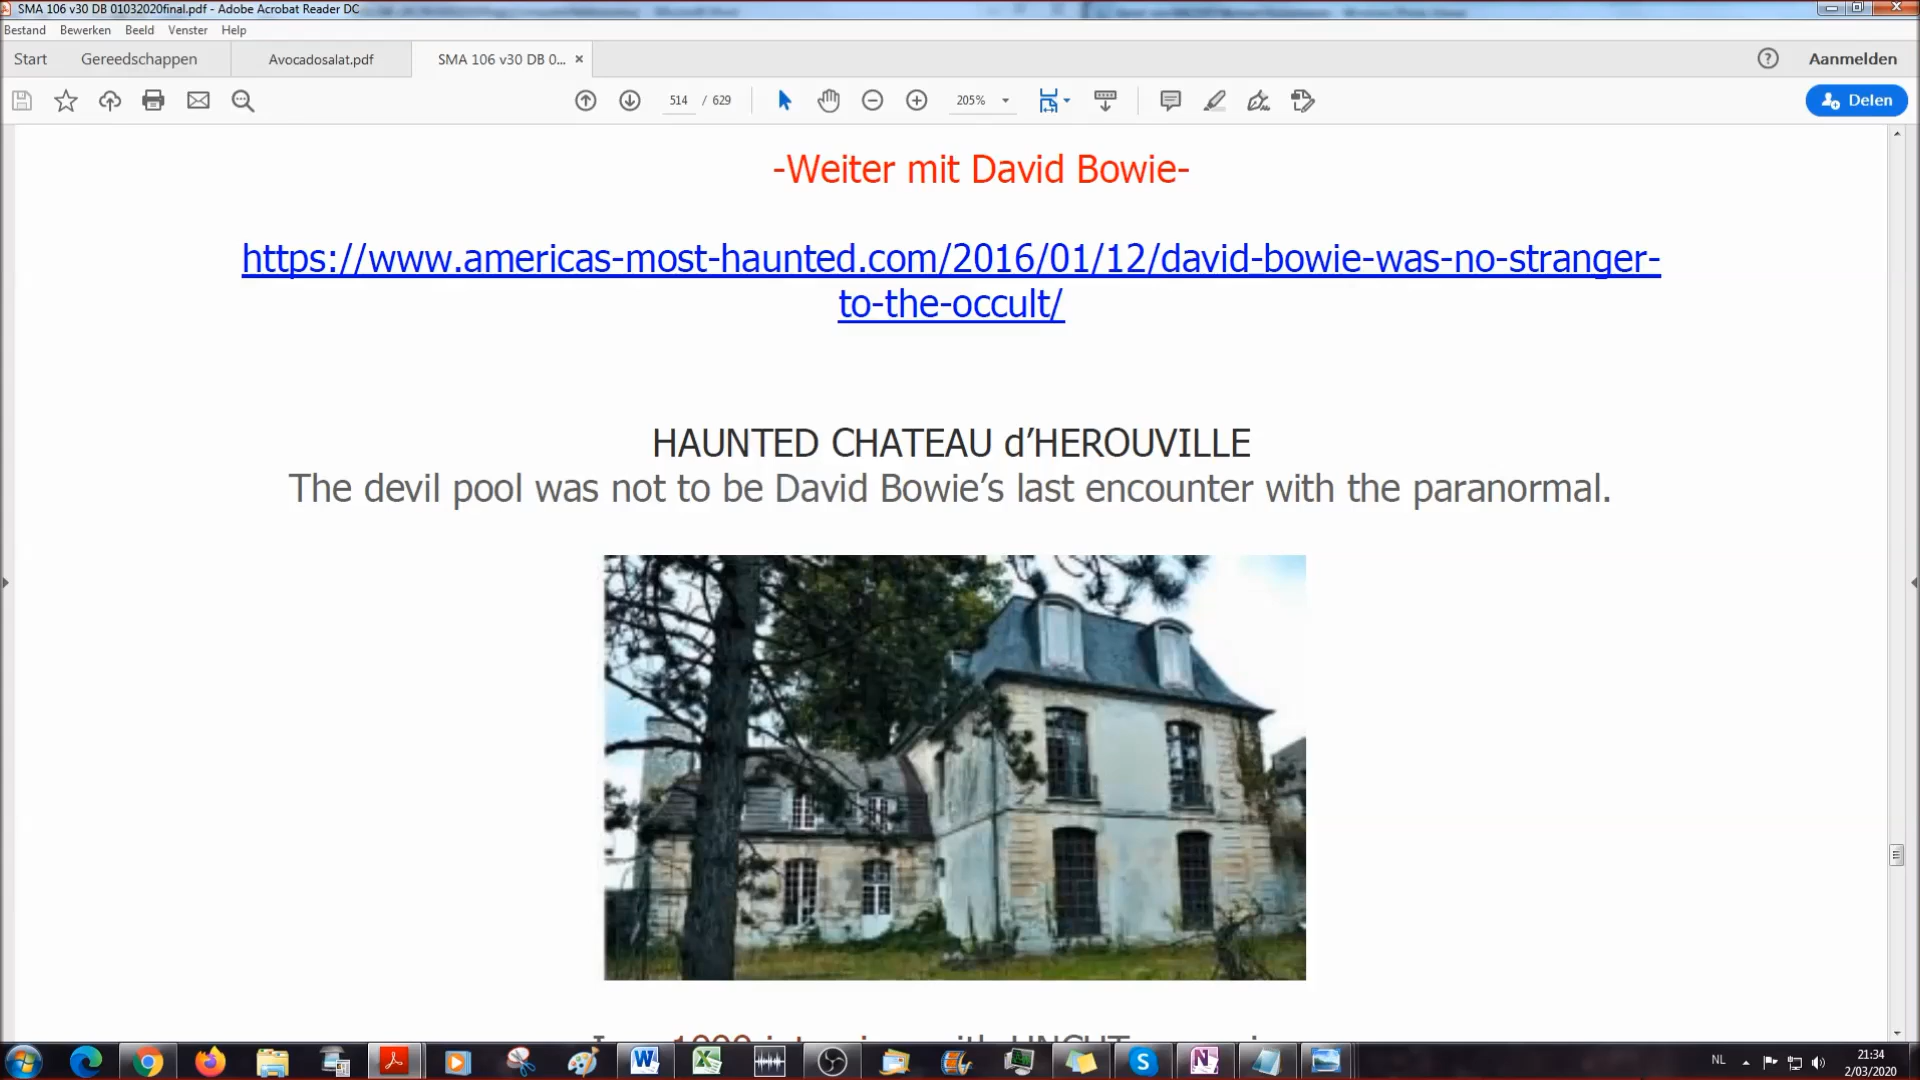 SMA 106 v30 DB 01032020final.pdf - Adobe Acrobat Reader DC
Bestand Bewerken Beeld Venster Help
Start Gereedschappen Avocadosalat.pdf SMA 106 v30 DB 0... × ? Aanmelden
514 / 629 205% Delen
-Weiter mit David Bowie-
https://www.americas-most-haunted.com/2016/01/12/david-bowie-was-no-stranger-
to-the-occult/
HAUNTED CHATEAU d’HEROUVILLE
The devil pool was not to be David Bowie’s last encounter with the paranormal.
NL 21:34
2/03/2020